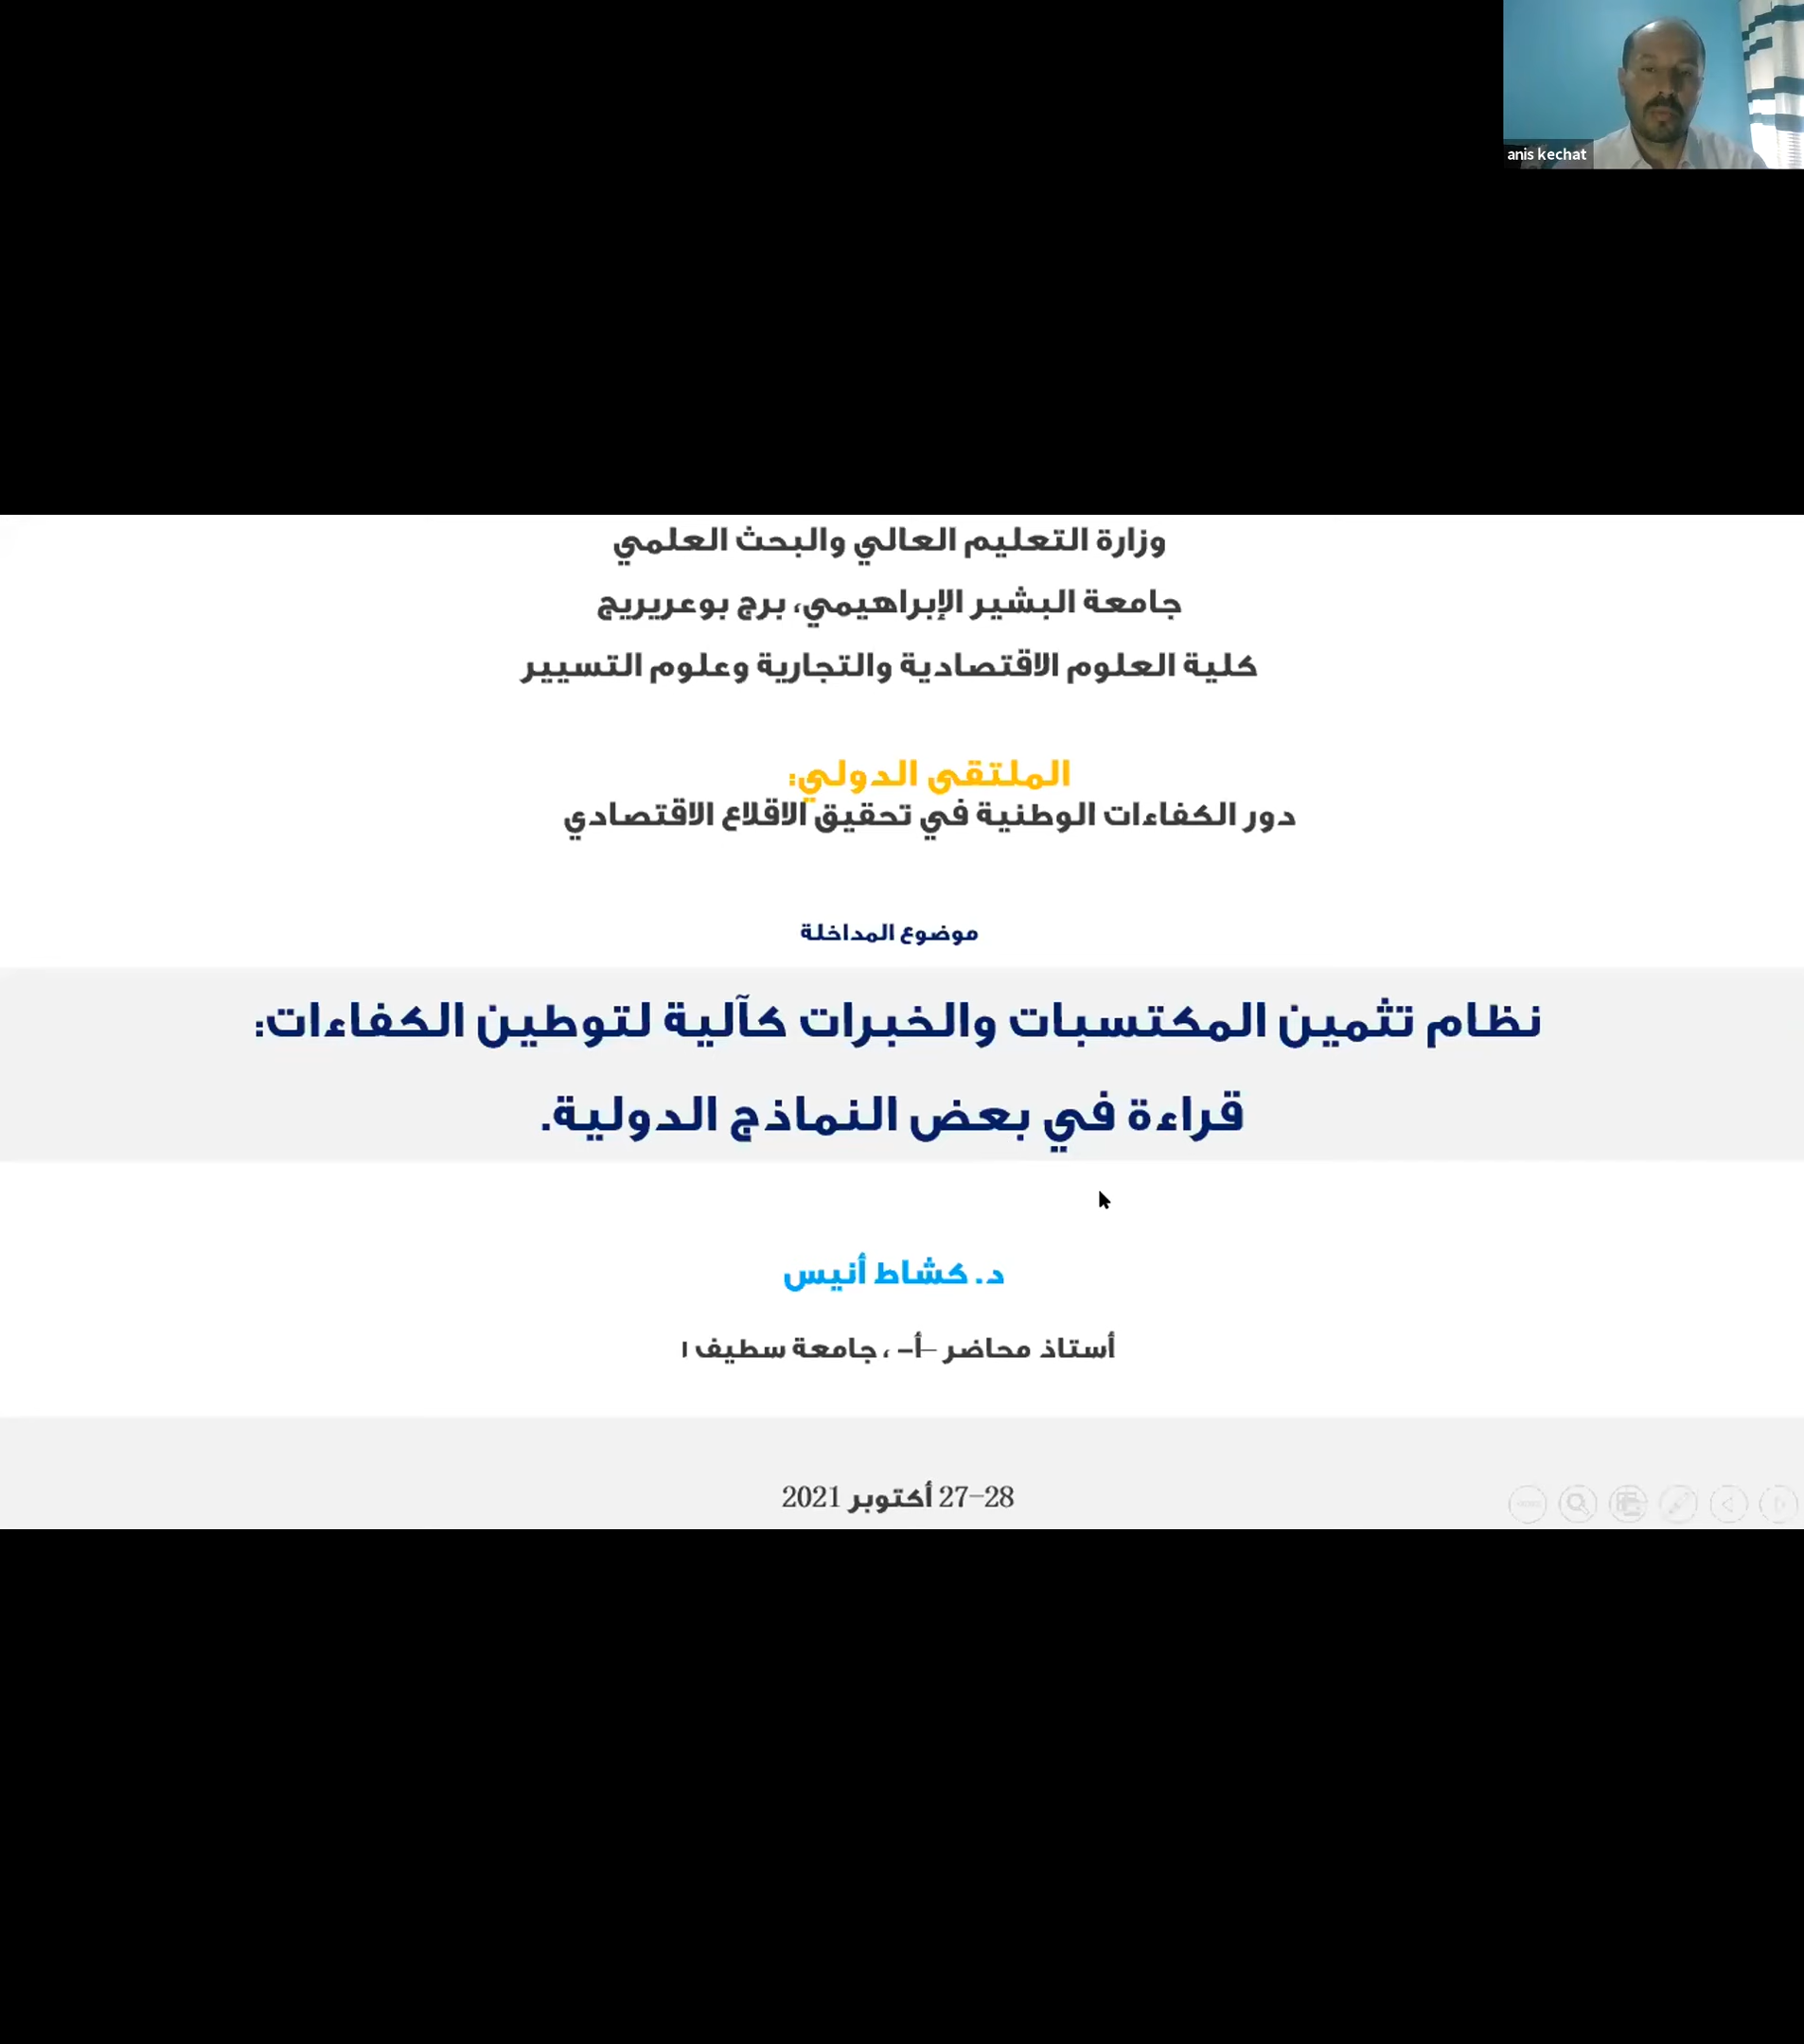 anis kechat
وزارة التعليم العالي والبحث العلمي
جامعة البشير الإبراهيمي، برج بوعريريج
كلية العلوم الاقتصادية والتجارية وعلوم التسيير
الملتقى الدولي:
دور الكفاءات الوطنية في تحقيق الاقلاع الاقتصادي
موضوع المداخلة
نظام تثمين المكتسبات والخبرات كآلية لتوطين الكفاءات:
قراءة في بعض النماذج الدولية.
د. كشاط أنيس
أستاذ محاضر –أ- ، جامعة سطيف 1
27-28 أكتوبر 2021